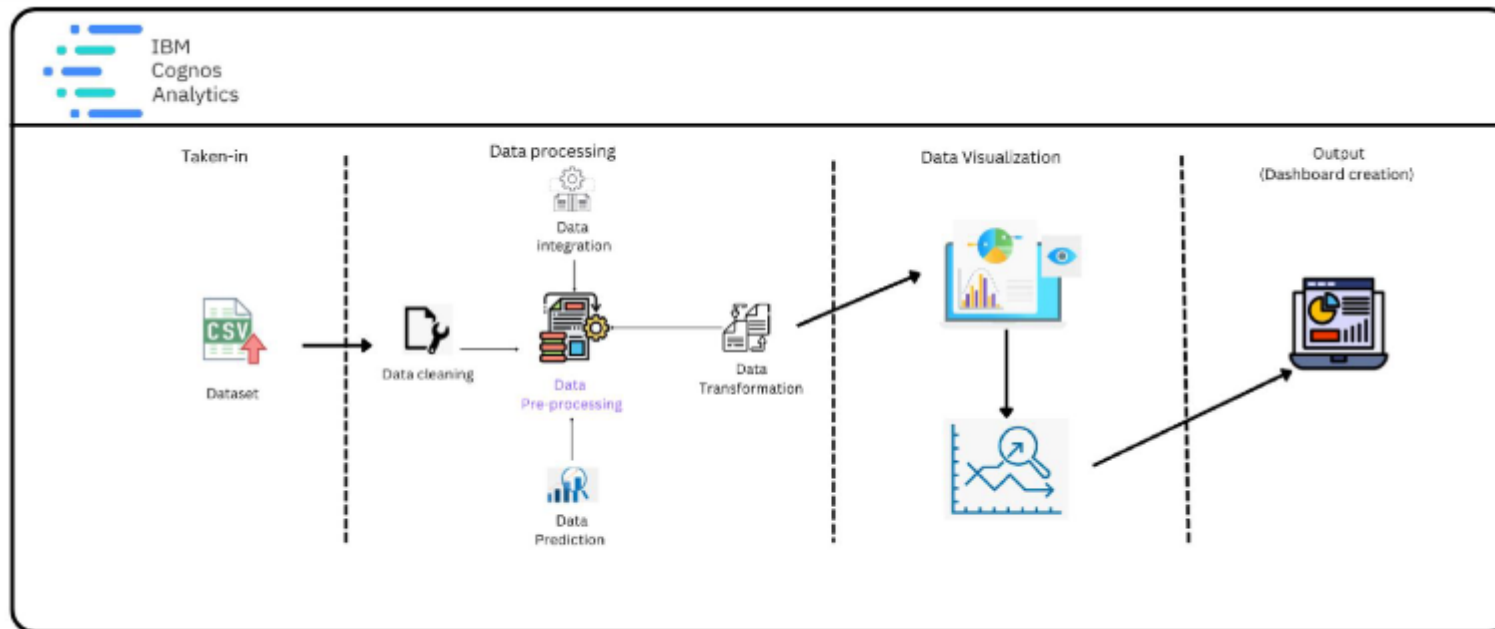 IBM
Cognos
Analytics
Taken-in
Data processing
Data Visualization
Output
(Dashboard creation)
Data
integration
CSV
Dataset
Data cleaning
Data
Pre-processing
Data
Transformation
Data
Prediction